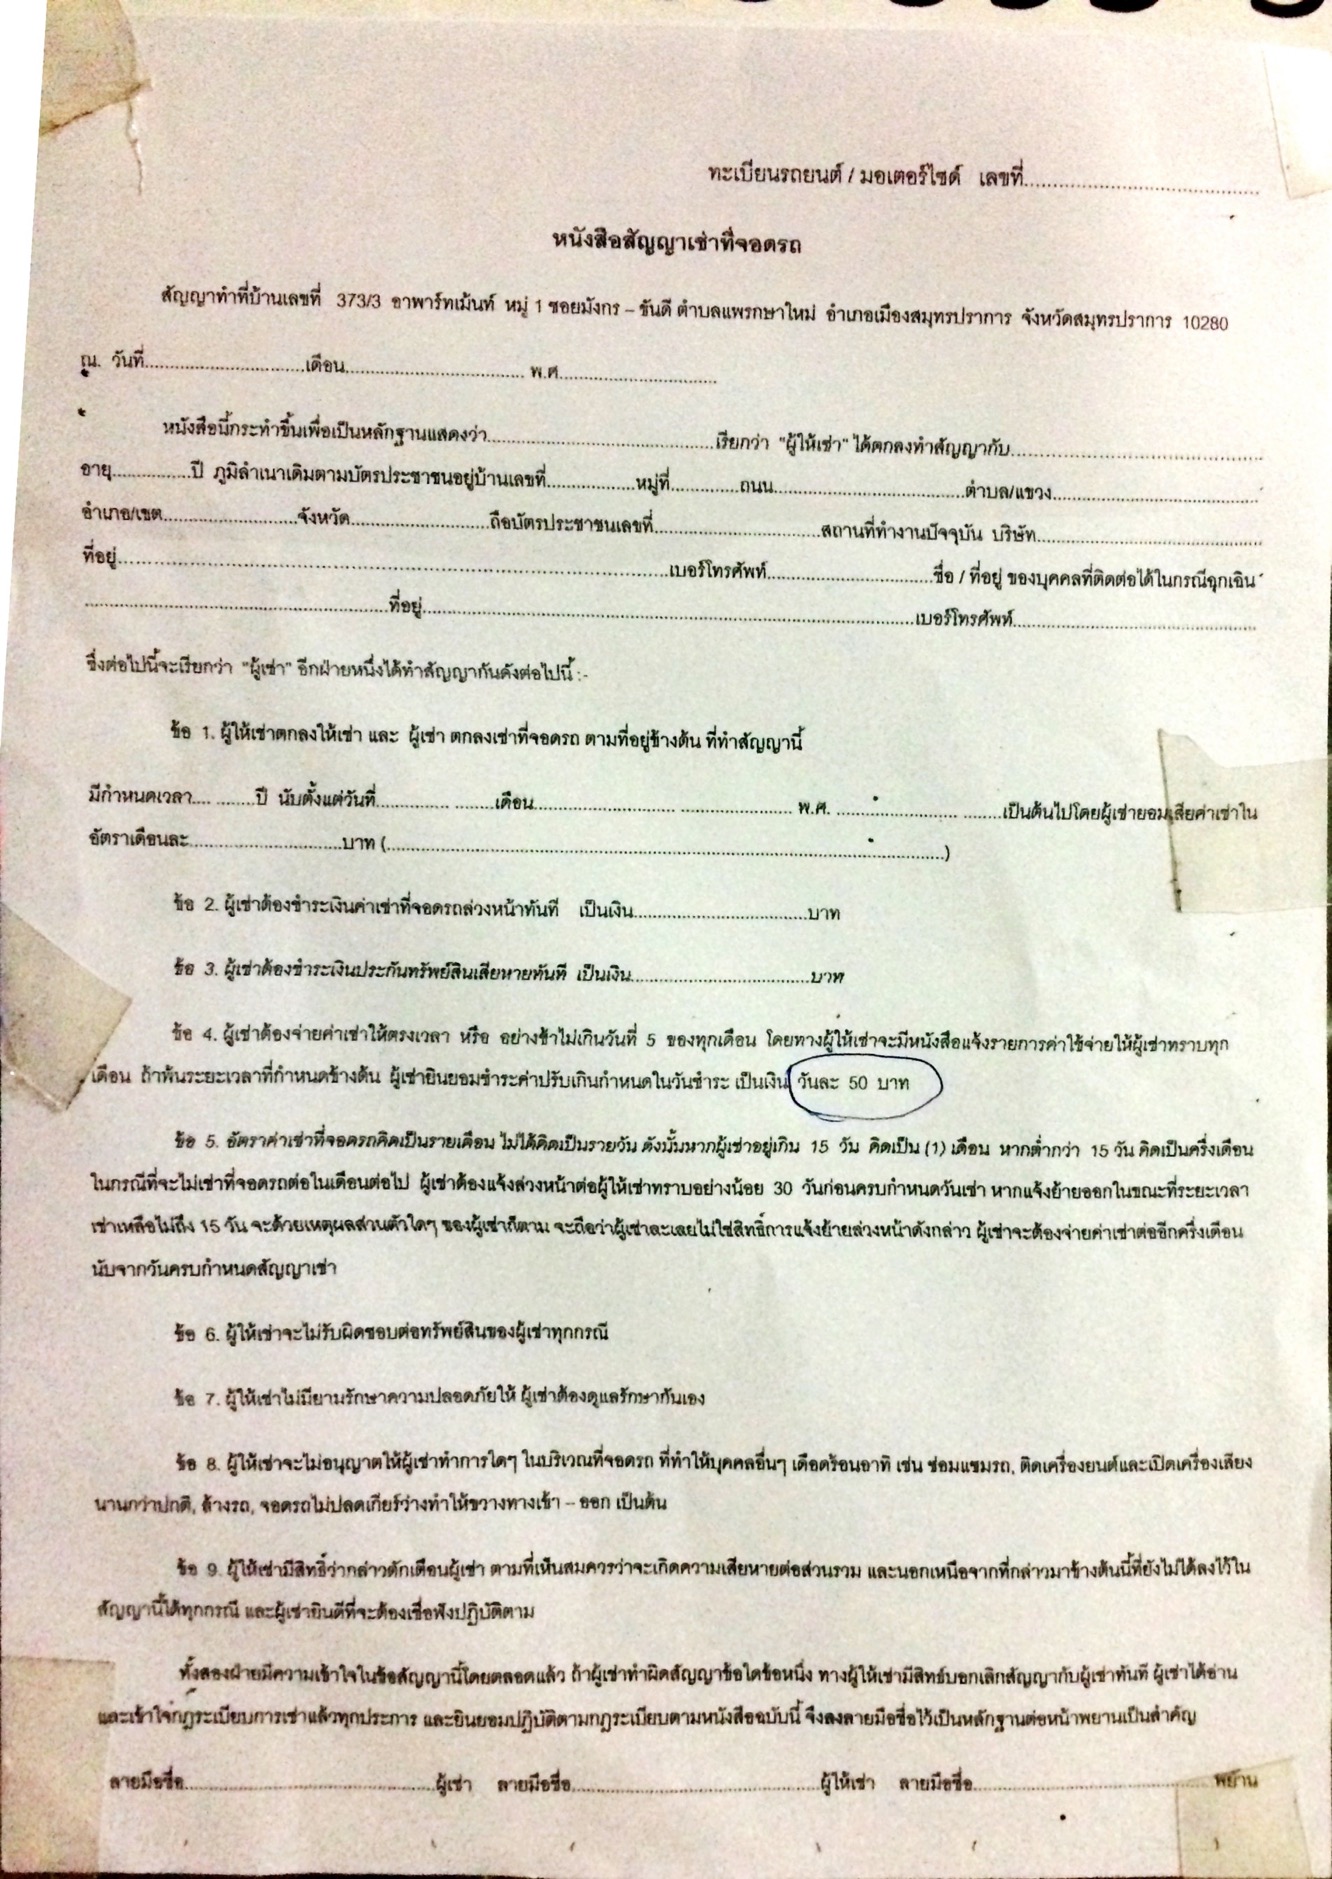 ทะเบียนรถยนต์ / มอเตอร์ไซด์ เลขที่....................
หนังสือสัญญาเช่าที่จอดรถ
สัญญาทำที่บ้านเลขที่ 373/3 อาพาร์ทเม้นท์ หมู่ 1 ซอยมังกร – ขันดี ตำบลแพรกษาใหม่ อำเภอเมืองสมุทรปราการ จังหวัดสมุทรปราการ 10280
ณ. วันที่....................เดือน.................... พ.ศ....................
หนังสือนี้กระทำขึ้นเพื่อเป็นหลักฐานแสดงว่า....................เรียกว่า "ผู้ให้เช่า" ได้ตกลงทำสัญญากับ....................
อายุ............ปี ภูมิลำเนาเดิมตามบัตรประชาชนอยู่บ้านเลขที่............หมู่ที่............ถนน....................ตำบล/แขวง....................
อำเภอ/เขต....................จังหวัด....................ถือบัตรประชาชนเลขที่....................สถานที่ทำงานปัจจุบัน บริษัท....................
ที่อยู่....................เบอร์โทรศัพท์....................ชื่อ / ที่อยู่ ของบุคคลที่ติดต่อได้ในกรณีฉุกเฉิน
....................ที่อยู่....................เบอร์โทรศัพท์....................
ซึ่งต่อไปนี้จะเรียกว่า "ผู้เช่า" อีกฝ่ายหนึ่งได้ทำสัญญากันดังต่อไปนี้ :-
ข้อ 1. ผู้ให้เช่าตกลงให้เช่า และ ผู้เช่า ตกลงเช่าที่จอดรถ ตามที่อยู่ข้างต้น ที่ทำสัญญานี้
มีกำหนดเวลา.... ........ปี นับตั้งแต่วันที่............... ........เดือน.................... .................... พ.ศ. .................... ........เป็นต้นไปโดยผู้เช่ายอมเสียค่าเช่าใน
อัตราเดือนละ....................บาท (....................)
ข้อ 2. ผู้เช่าต้องชำระเงินค่าเช่าที่จอดรถล่วงหน้าทันที เป็นเงิน....................บาท
ข้อ 3. ผู้เช่าต้องชำระเงินประกันทรัพย์สินเสียหายทันที เป็นเงิน....................บาท
ข้อ 4. ผู้เช่าต้องจ่ายค่าเช่าให้ตรงเวลา หรือ อย่างช้าไม่เกินวันที่ 5 ของทุกเดือน โดยทางผู้ให้เช่าจะมีหนังสือแจ้งรายการค่าใช้จ่ายให้ผู้เช่าทราบทุก
เดือน ถ้าพ้นระยะเวลาที่กำหนดข้างต้น ผู้เช่ายินยอมชำระค่าปรับเกินกำหนดในวันชำระ เป็นเงิน วันละ 50 บาท
ข้อ 5. อัตราค่าเช่าที่จอดรถคิดเป็นรายเดือน ไม่ได้คิดเป็นรายวัน ดังนั้นหากผู้เช่าอยู่เกิน 15 วัน คิดเป็น (1) เดือน หากต่ำกว่า 15 วัน คิดเป็นครึ่งเดือน
ในกรณีที่จะไม่เช่าที่จอดรถต่อในเดือนต่อไป ผู้เช่าต้องแจ้งล่วงหน้าต่อผู้ให้เช่าทราบอย่างน้อย 30 วันก่อนครบกำหนดวันเช่า หากแจ้งย้ายออกในขณะที่ระยะเวลา
เช่าเหลือไม่ถึง 15 วัน จะด้วยเหตุผลส่วนตัวใดๆ ของผู้เช่าก็ตาม จะถือว่าผู้เช่าละเลยไม่ใช่สิทธิ์การแจ้งย้ายล่วงหน้าดังกล่าว ผู้เช่าจะต้องจ่ายค่าเช่าต่ออีกครึ่งเดือน
นับจากวันครบกำหนดสัญญาเช่า
ข้อ 6. ผู้ให้เช่าจะไม่รับผิดชอบต่อทรัพย์สินของผู้เช่าทุกกรณี
ข้อ 7. ผู้ให้เช่าไม่มียามรักษาความปลอดภัยให้ ผู้เช่าต้องดูแลรักษากันเอง
ข้อ 8. ผู้ให้เช่าจะไม่อนุญาตให้ผู้เช่าทำการใดๆ ในบริเวณที่จอดรถ ที่ทำให้บุคคลอื่นๆ เดือดร้อนอาทิ เช่น ซ่อมแซมรถ, ติดเครื่องยนต์และเปิดเครื่องเสียง
นานกว่าปกติ, ล้างรถ, จอดรถไม่ปลดเกียร์ว่างทำให้ขวางทางเข้า – ออก เป็นต้น
ข้อ 9. ผู้ให้เช่ามีสิทธิ์ว่ากล่าวตักเตือนผู้เช่า ตามที่เห็นสมควรว่าจะเกิดความเสียหายต่อส่วนรวม และนอกเหนือจากที่กล่าวมาข้างต้นนี้ที่ยังไม่ได้ลงไว้ใน
สัญญานี้ได้ทุกกรณี และผู้เช่ายินดีที่จะต้องเชื่อฟังปฏิบัติตาม
ทั้งสองฝ่ายมีความเข้าใจในข้อสัญญานี้โดยตลอดแล้ว ถ้าผู้เช่าทำผิดสัญญาข้อใดข้อหนึ่ง ทางผู้ให้เช่ามีสิทธ์บอกเลิกสัญญากับผู้เช่าทันที ผู้เช่าได้อ่าน
และเข้าใจกฎระเบียบการเช่าแล้วทุกประการ และยินยอมปฏิบัติตามกฎระเบียบตามหนังสือฉบับนี้ จึงลงลายมือชื่อไว้เป็นหลักฐานต่อหน้าพยานเป็นสำคัญ
ลายมือชื่อ....................ผู้เช่า ลายมือชื่อ....................ผู้ให้เช่า ลายมือชื่อ....................พยาน